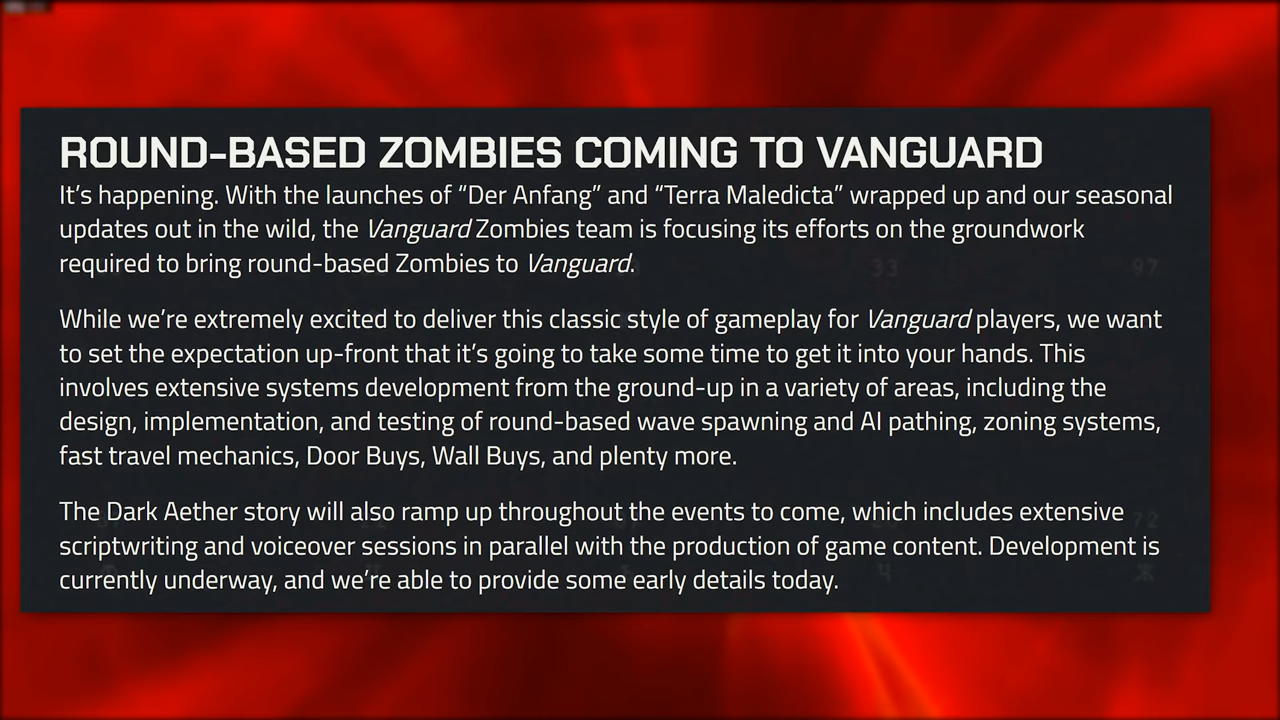 ROUND-BASED ZOMBIES COMING TO VANGUARD
It's happening. With the launches of “Der Anfang” and “Terra Maledicta” wrapped up and our seasonal
updates out in the wild, the Vanguard Zombies team is focusing its efforts on the groundwork
required to bring round-based Zombies to Vanguard.
While we're extremely excited to deliver this classic style of gameplay for Vanguard players, we want
to set the expectation up-front that it's going to take some time to get it into your hands. This
involves extensive systems development from the ground-up in a variety of areas, including the
design, implementation, and testing of round-based wave spawning and AI pathing, zoning systems,
fast travel mechanics, Door Buys, Wall Buys, and plenty more.
The Dark Aether story will also ramp up throughout the events to come, which includes extensive
scriptwriting and voiceover sessions in parallel with the production of game content. Development is
currently underway, and we're able to provide some early details today.
33
97
72